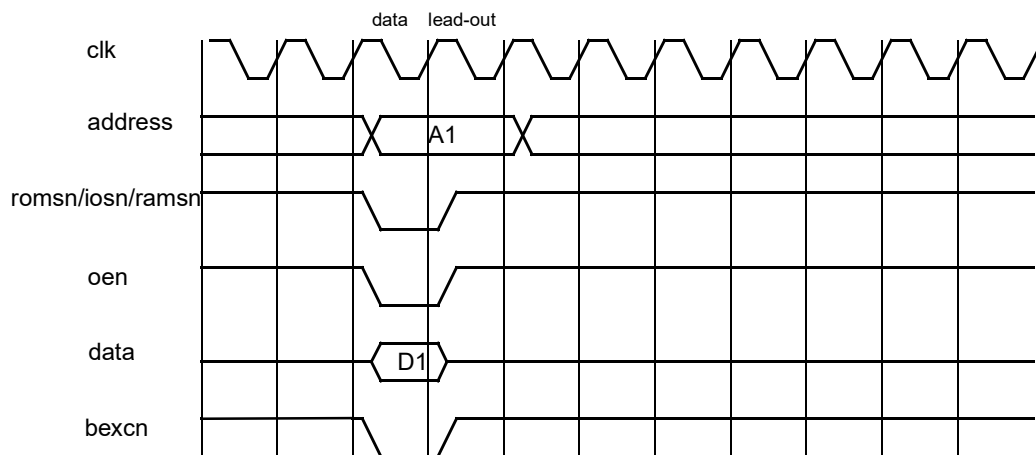 data lead-out
clk
address
A1
romsn/iosn/ramsn
oen
data
D1
bexcn